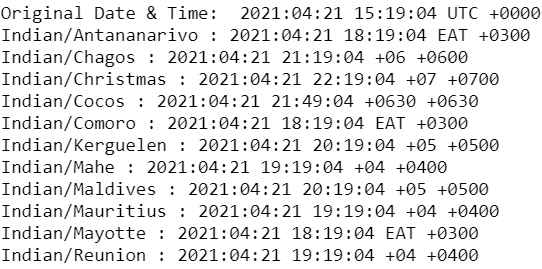 Original Date & Time:  2021:04:21 15:19:04 UTC +0000
Indian/Antananarivo : 2021:04:21 18:19:04 EAT +0300
Indian/Chagos : 2021:04:21 21:19:04 +06 +0600
Indian/Christmas : 2021:04:21 22:19:04 +07 +0700
Indian/Cocos : 2021:04:21 21:49:04 +0630 +0630
Indian/Comoro : 2021:04:21 18:19:04 EAT +0300
Indian/Kerguelen : 2021:04:21 20:19:04 +05 +0500
Indian/Mahe : 2021:04:21 19:19:04 +04 +0400
Indian/Maldives : 2021:04:21 20:19:04 +05 +0500
Indian/Mauritius : 2021:04:21 19:19:04 +04 +0400
Indian/Mayotte : 2021:04:21 18:19:04 EAT +0300
Indian/Reunion : 2021:04:21 19:19:04 +04 +0400